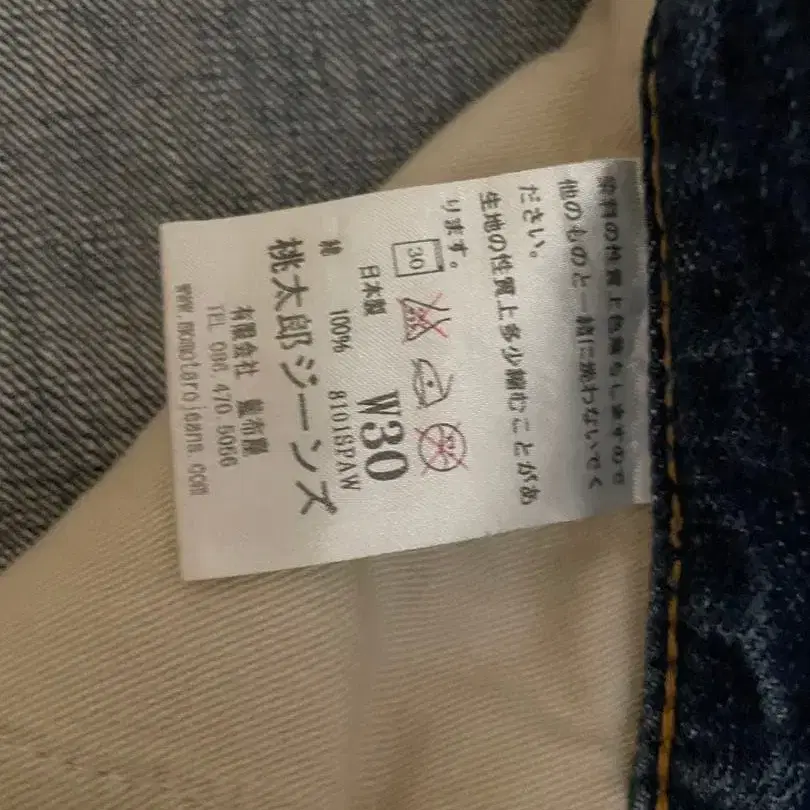 染料の性質上色落ちしますので
他のものと一緒に洗わないでく
ださい。
生地の性質上多少縮むことがあ
ります。
30
日本製 W30
綿 100% 8101SPAW
桃太郎ジーンズ
有限会社 藍布屋
TEL 086.470.5056
www.momotarojeans.com